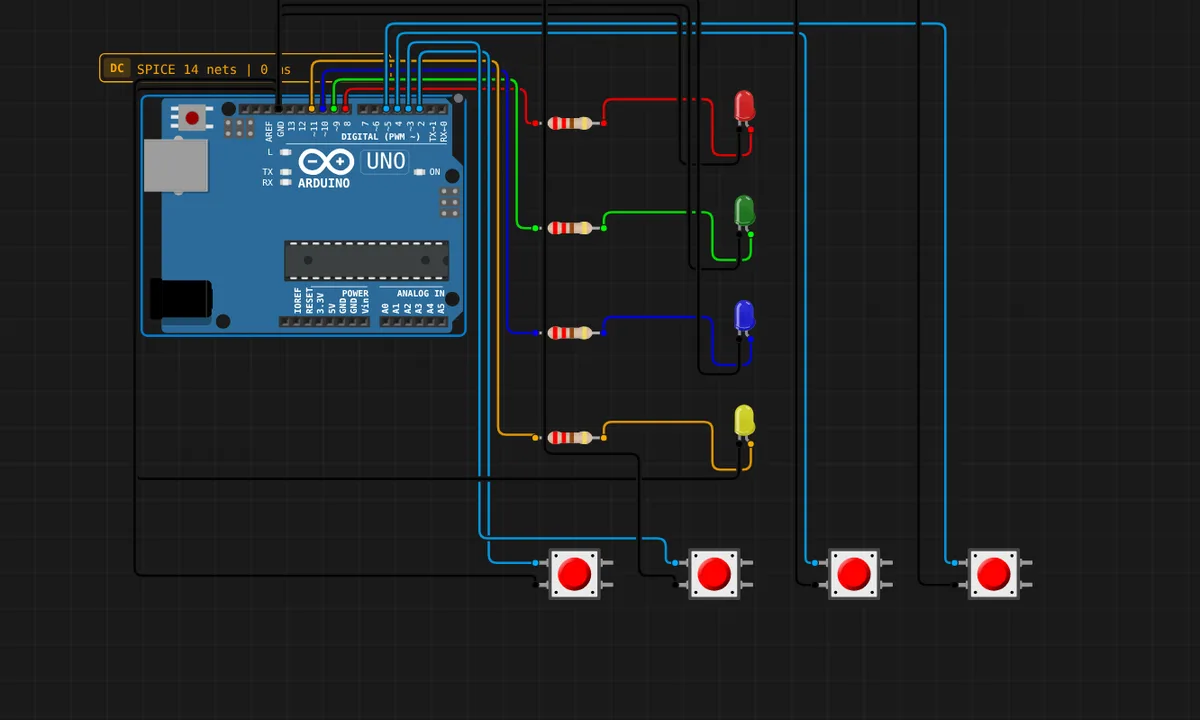 DC SPICE 14 nets | 0
AREF
GND
13
12
~11
~10
~9
8
7
~6
~5
4
~3
2
TX→1
RX←0
DIGITAL (PWM ~)
L
TX
RX
UNO
ON
ARDUINO
IOREF
RESET
3.3V
5V
GND
GND
Vin
POWER
ANALOG IN
A0
A1
A2
A3
A4
A5